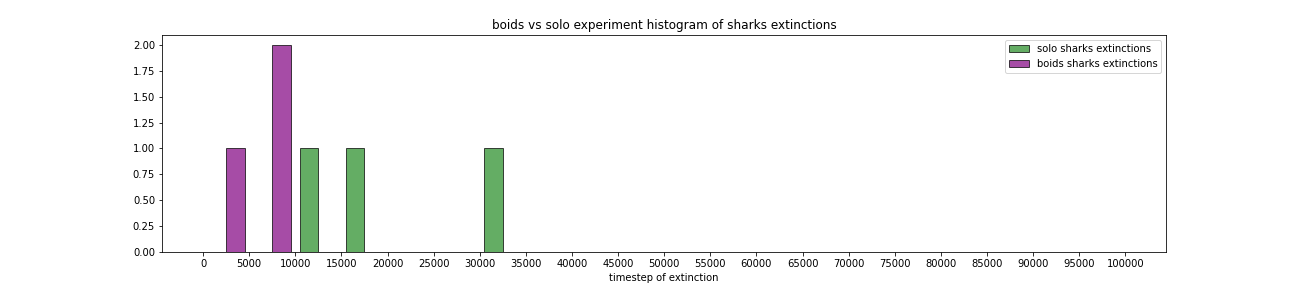 boids vs solo experiment histogram of sharks extinctions
solo sharks extinctions
boids sharks extinctions
2.00
1.75
1.50
1.25
1.00
0.75
0.50
0.25
0.00
0 5000 10000 15000 20000 25000 30000 35000 40000 45000 50000 55000 60000 65000 70000 75000 80000 85000 90000 95000 100000
timestep of extinction